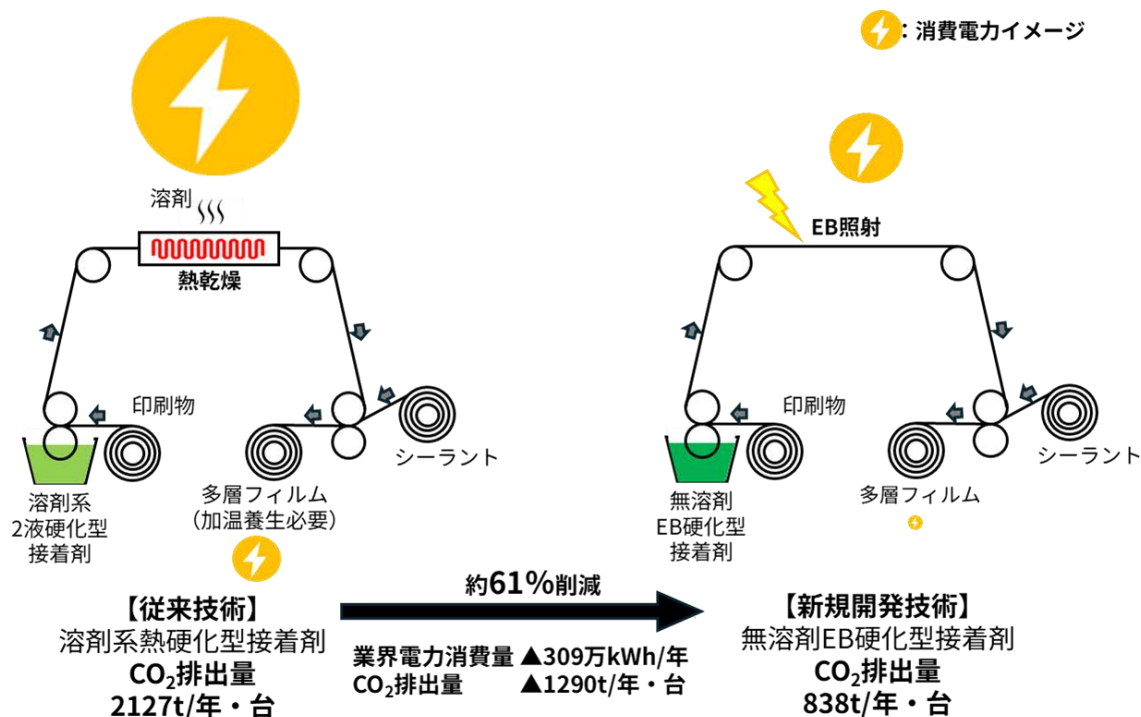 ：消費電力イメージ
溶剤
熱乾燥
印刷物
シーラント
溶剤系
2液硬化型
接着剤
多層フィルム
（加温養生必要）
【従来技術】
溶剤系熱硬化型接着剤
CO₂排出量
2127t/年・台
約61%削減
業界電力消費量 ▲309万kWh/年
CO₂排出量 ▲1290t/年・台
EB照射
印刷物
シーラント
無溶剤
EB硬化型
接着剤
多層フィルム
【新規開発技術】
無溶剤EB硬化型接着剤
CO₂排出量
838t/年・台